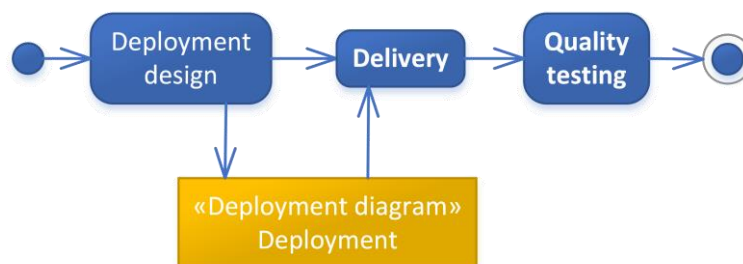 Deployment
design
Delivery
Quality
testing
«Deployment diagram»
Deployment